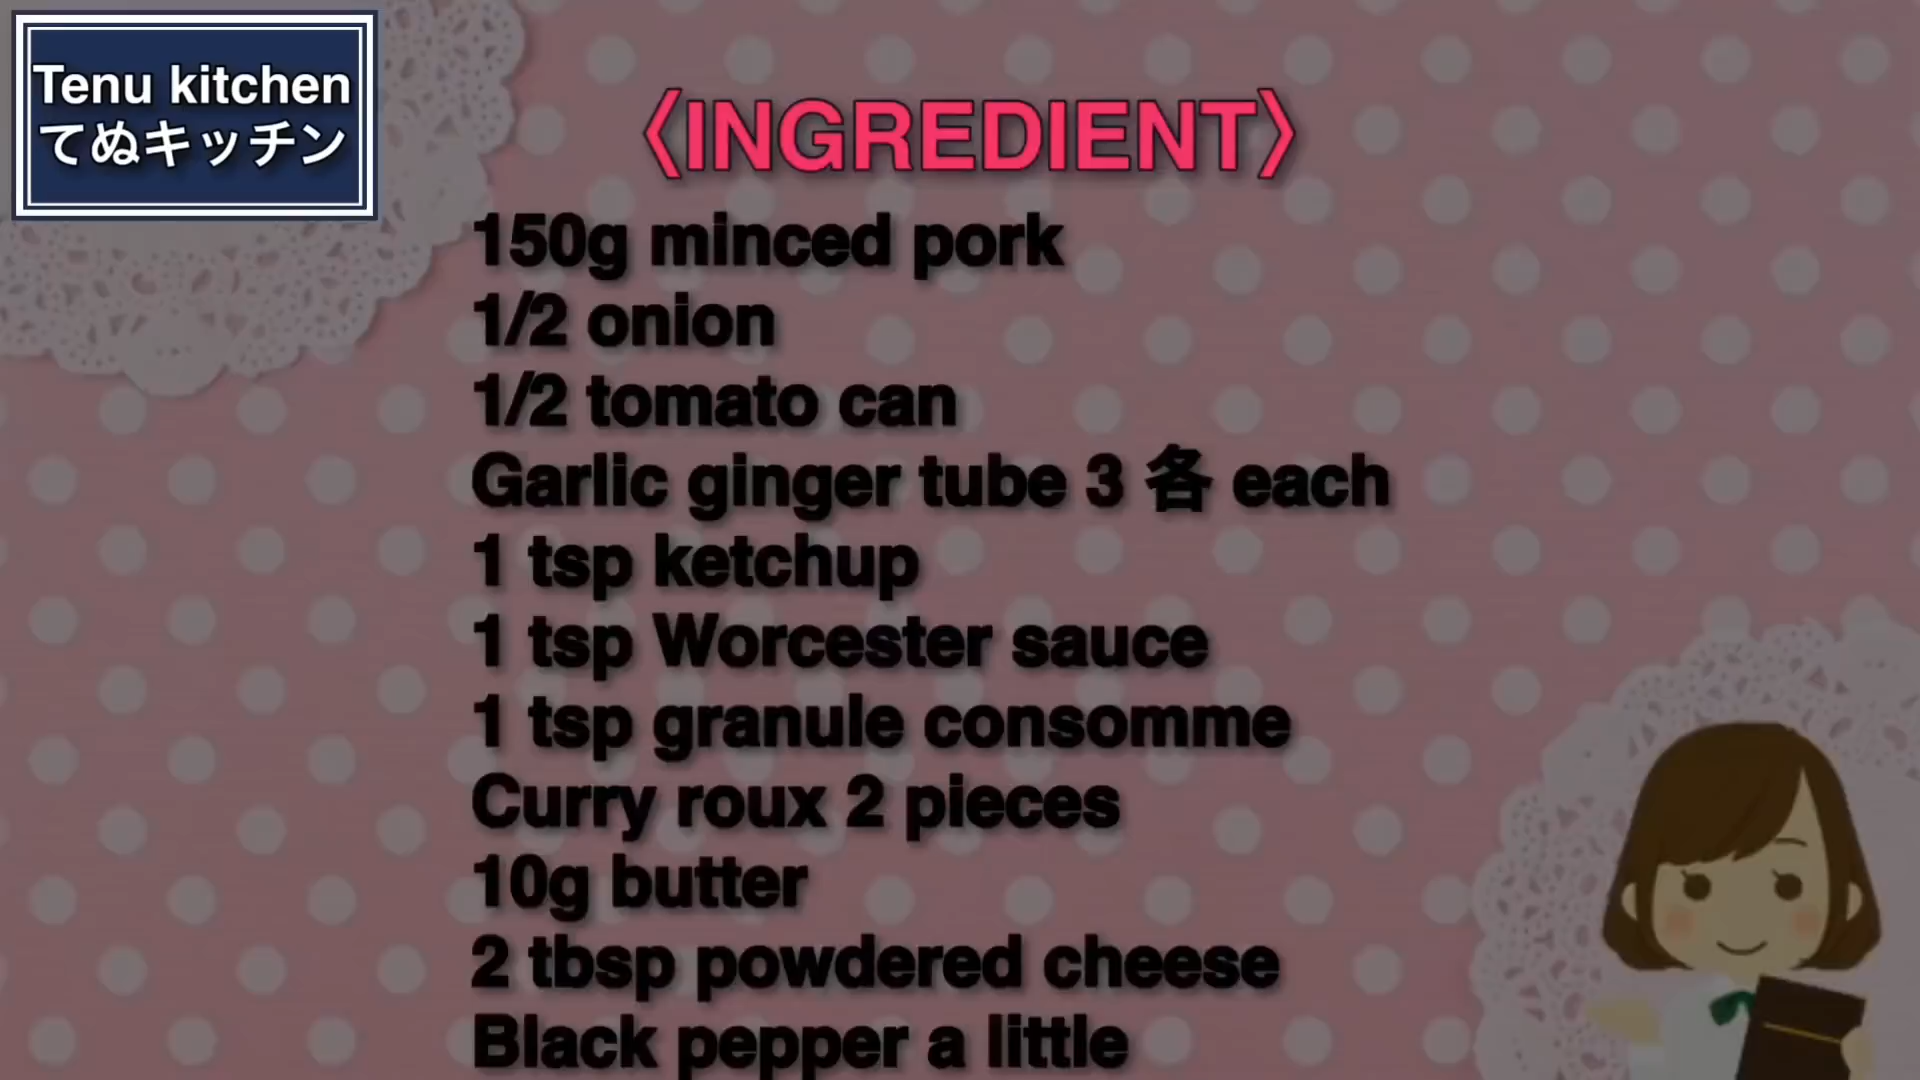 Tenu kitchen
てぬキッチン
〈INGREDIENT〉
150g minced pork
1/2 onion
1/2 tomato can
Garlic ginger tube 3 各 each
1 tsp ketchup
1 tsp Worcester sauce
1 tsp granule consomme
Curry roux 2 pieces
10g butter
2 tbsp powdered cheese
Black pepper a little